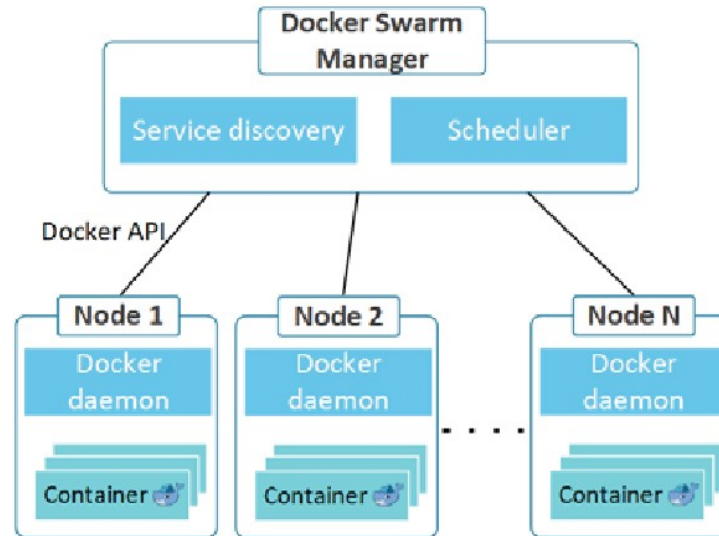 Docker Swarm
Manager
Service discovery
Scheduler
Docker API
Node 1
Node 2
Node N
Docker
daemon
Docker
daemon
Docker
daemon
. . . .
Container
Container
Container